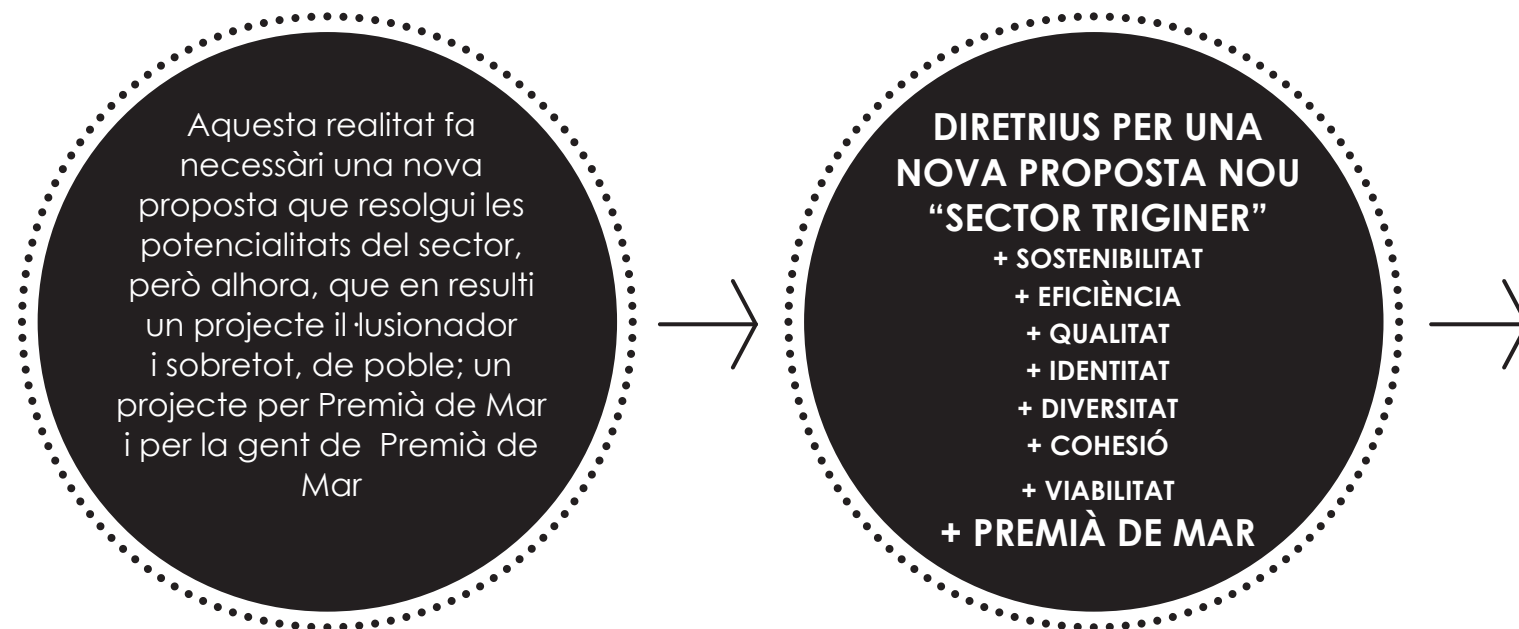 Aquesta realitat fa
necessàri una nova
proposta que resolgui les
potencialitats del sector,
però alhora, que en resulti
un projecte il·lusionador
i sobretot, de poble; un
projecte per Premià de Mar
i per la gent de  Premià de
Mar
DIRETRIUS PER UNA
NOVA PROPOSTA NOU
“SECTOR TRIGINER”
+ SOSTENIBILITAT
+ EFICIÈNCIA
+ QUALITAT
+ IDENTITAT
+ DIVERSITAT
+ COHESIÓ
+ VIABILITAT
+ PREMIÀ DE MAR